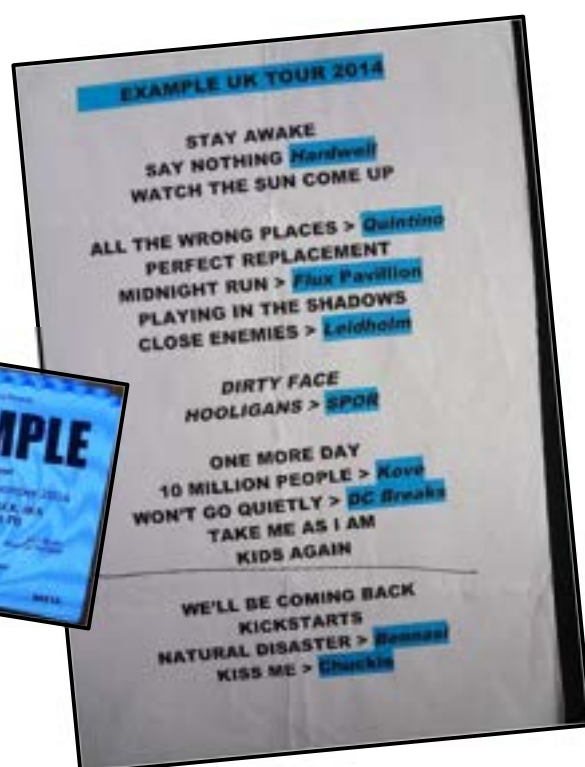 EXAMPLE UK TOUR 2014
STAY AWAKE
SAY NOTHING Hardwell
WATCH THE SUN COME UP
ALL THE WRONG PLACES > Quintino
PERFECT REPLACEMENT
MIDNIGHT RUN > Flux Pavillion
PLAYING IN THE SHADOWS
CLOSE ENEMIES > Leidholm
DIRTY FACE
HOOLIGANS > SPOR
ONE MORE DAY
10 MILLION PEOPLE > Kove
WON'T GO QUIETLY > DC Breaks
TAKE ME AS I AM
KIDS AGAIN
WE'LL BE COMING BACK
KICKSTARTS
NATURAL DISASTER > Bennasi
KISS ME > Chuckie
MPLE